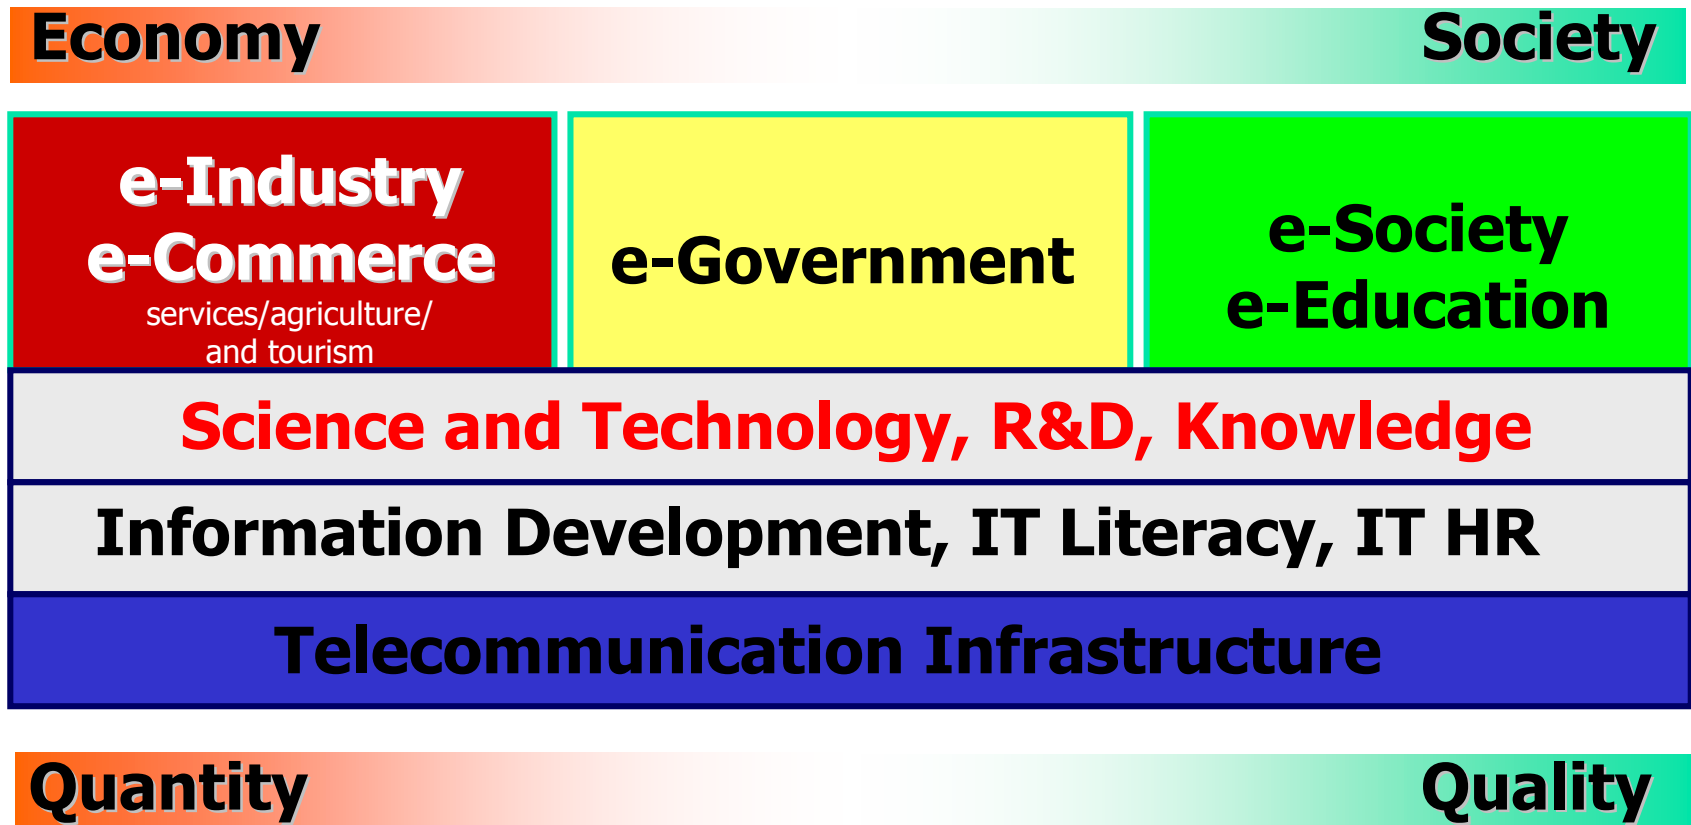 Economy
Society
e-Industry
e-Commerce
services/agriculture/
and tourism
e-Government
e-Society
e-Education
Science and Technology, R&D, Knowledge
Information Development, IT Literacy, IT HR
Telecommunication Infrastructure
Quantity
Quality